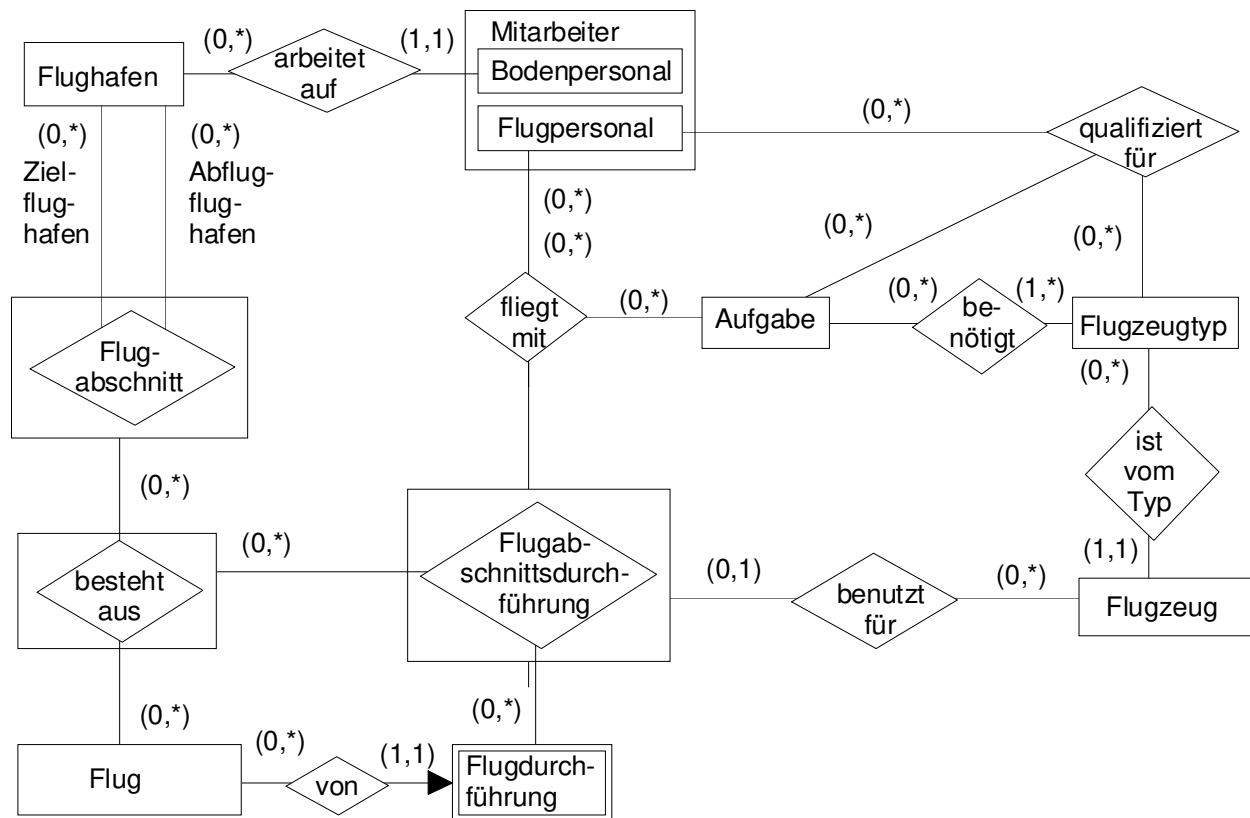 (0,*)
arbeitet
auf
(1,1)
Mitarbeiter
Bodenpersonal
Flugpersonal
Flughafen
(0,*)
Ziel-
flug-
hafen
(0,*)
Abflug-
flug-
hafen
(0,*)
qualifiziert
für
(0,*)
(0,*)
(0,*)
(0,*)
fliegt
mit
(0,*)
Aufgabe
(0,*)
be-
nötigt
(1,*)
Flugzeugtyp
(0,*)
Flug-
abschnitt
ist
vom
Typ
(0,*)
(1,1)
besteht
aus
(0,*)
Flugab-
schnittsdurch-
führung
(0,1)
benutzt
für
(0,*)
Flugzeug
(0,*)
(0,*)
(1,1)
(0,*)
Flug
von
Flugdurch-
führung